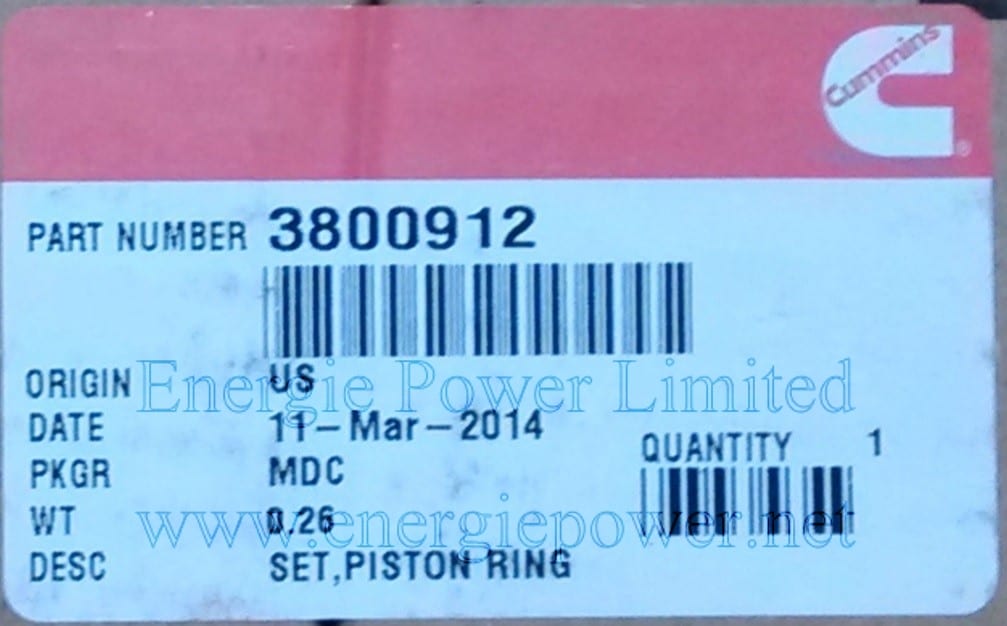 Cummins
®
PART NUMBER 3800912
ORIGIN US
Energie Power Limited
DATE 11-Mar-2014
QUANTITY 1
PKGR MDC
WT 0.26
www.energiepower.net
DESC SET,PISTON RING